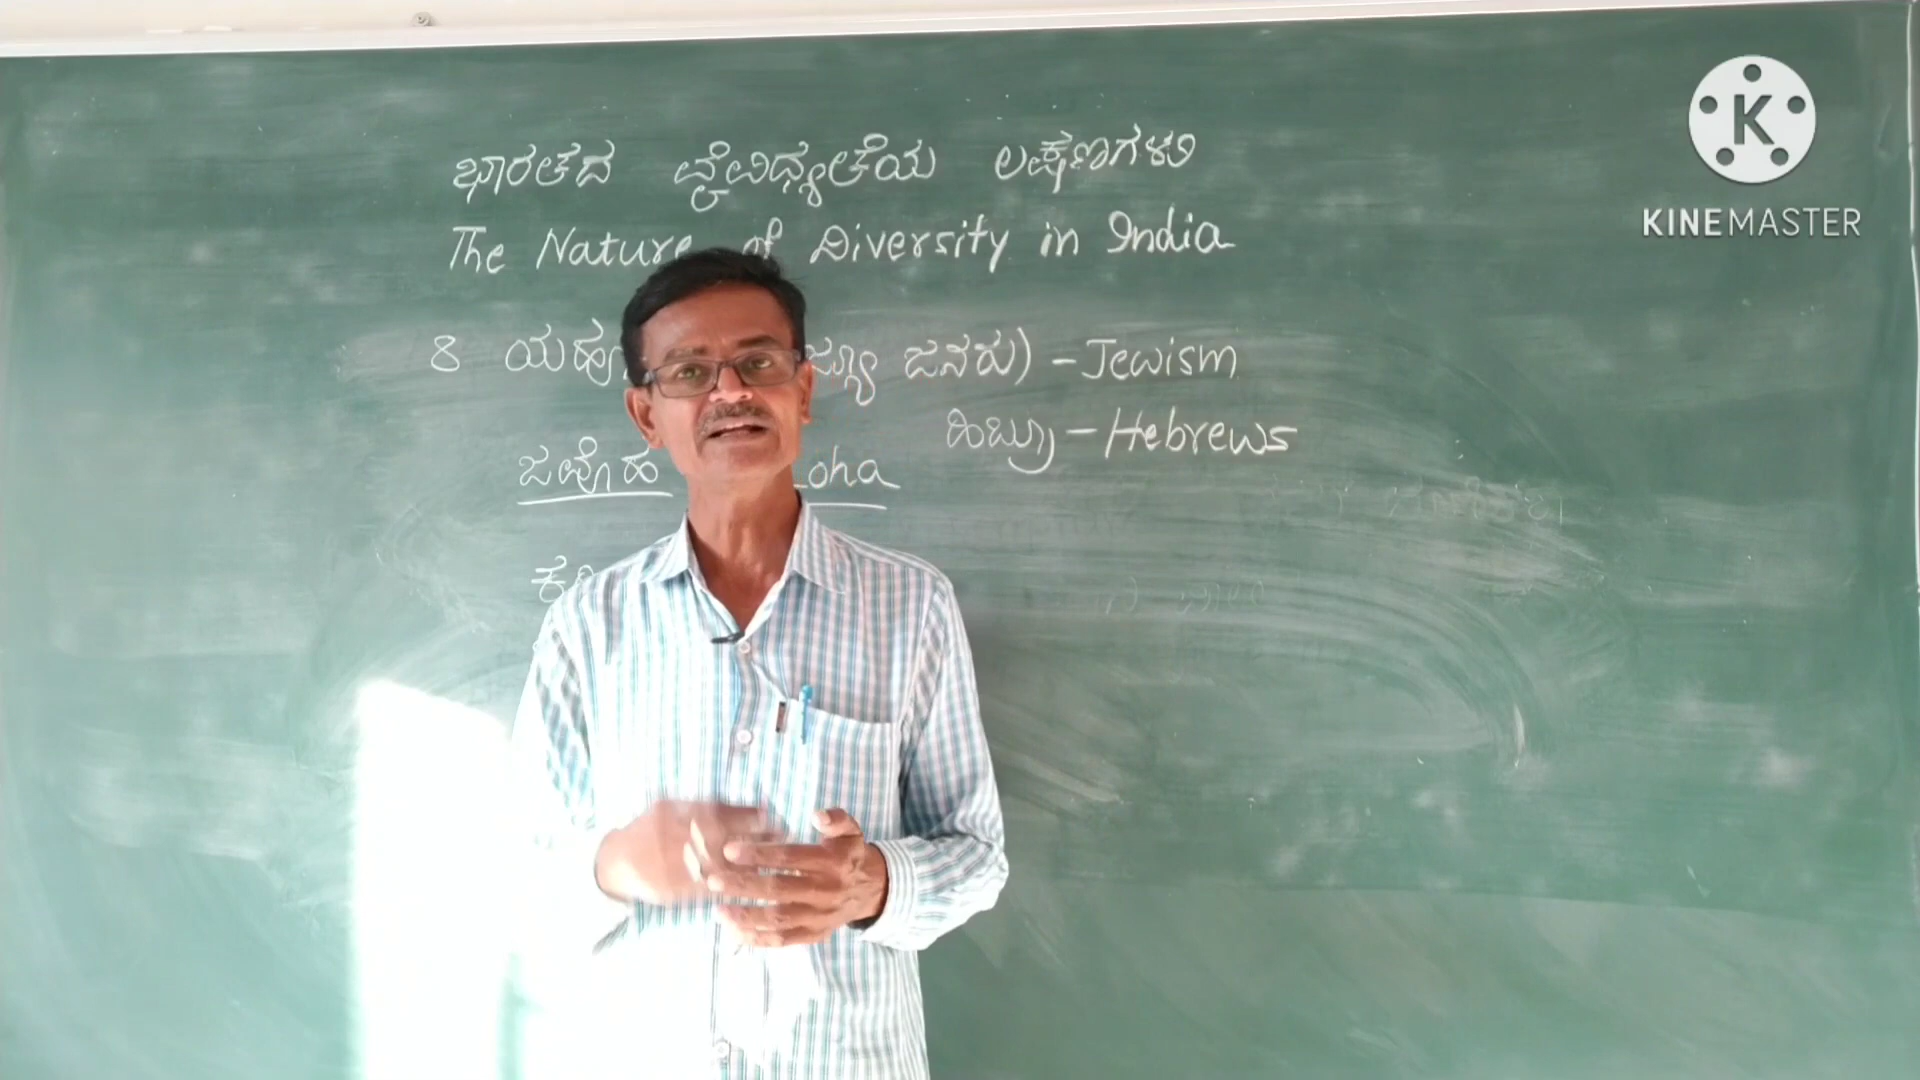 ಭಾರತದ ವೈವಿಧ್ಯತೆಯ ಲಕ್ಷಣಗಳು
The Nature of Diversity in India
8 ಯಹೂ ಜ್ಯೂ ಜನರು) - Jewism
ಹಿಬ್ರೂ - Hebrews
ಜಹೊಹ oha
K
KINEMASTER